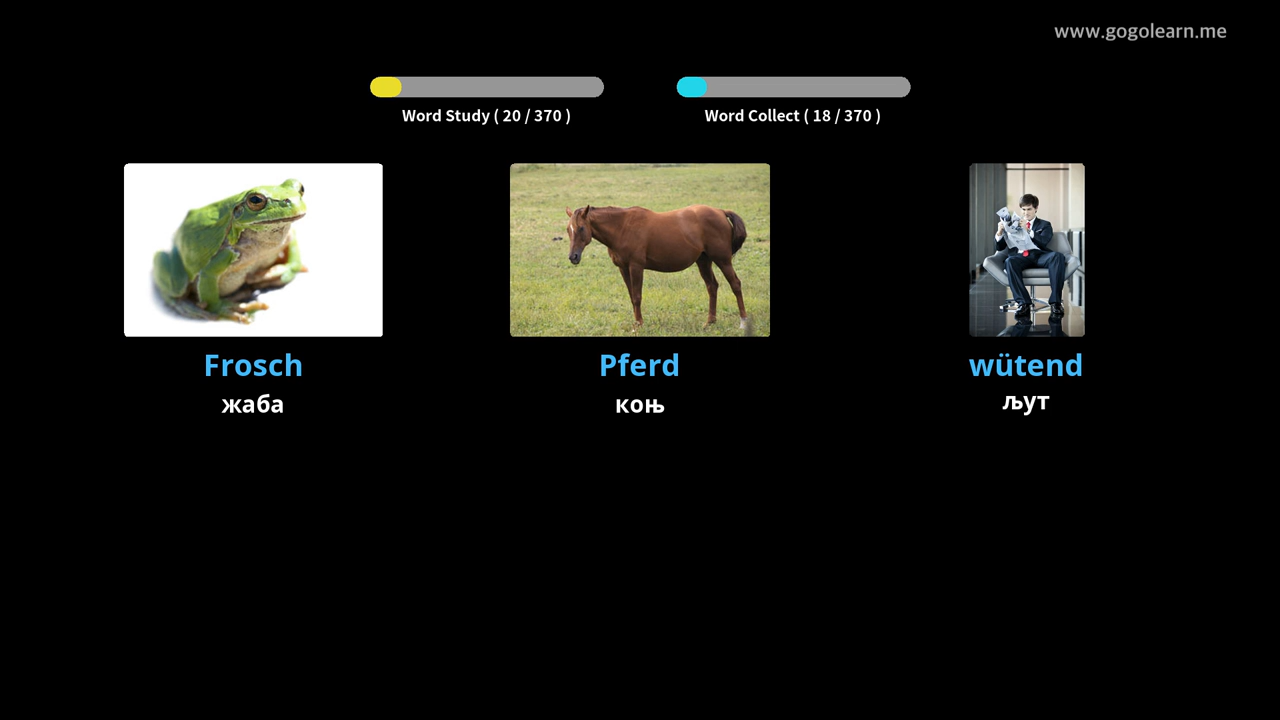 www.gogolearn.me
Word Study ( 20 / 370 )
Word Collect ( 18 / 370 )
Frosch
Pferd
wütend
жаба
коњ
љут